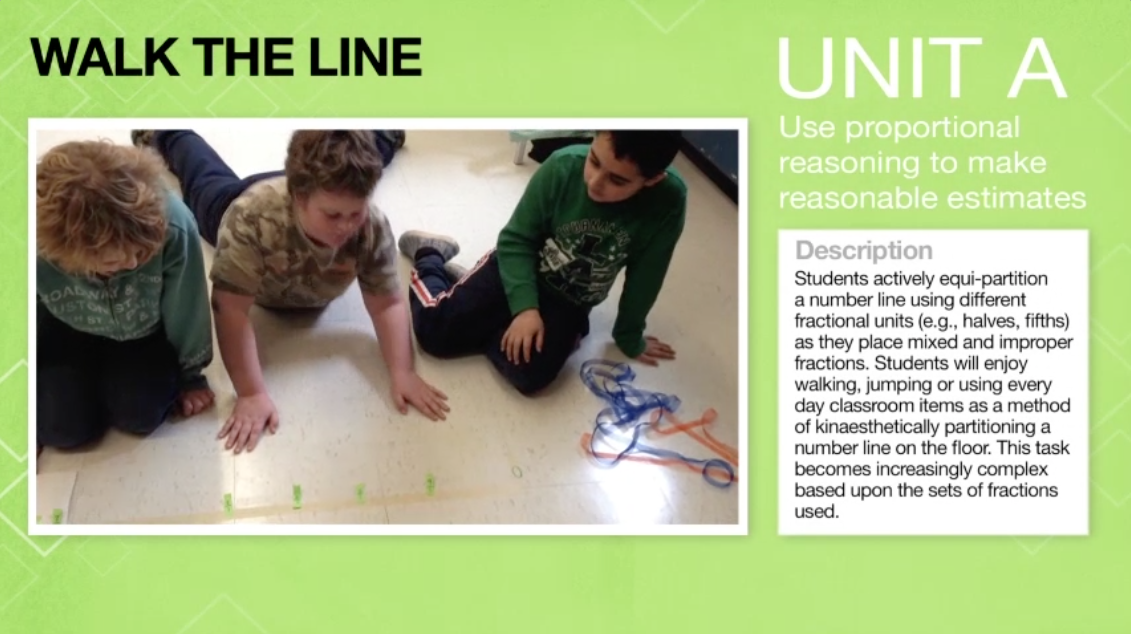 WALK THE LINE
UNIT A
Use proportional
reasoning to make
reasonable estimates
Description
Students actively equi-partition
a number line using different
fractional units (e.g., halves, fifths)
as they place mixed and improper
fractions. Students will enjoy
walking, jumping or using every
day classroom items as a method
of kinaesthetically partitioning a
number line on the floor. This task
becomes increasingly complex
based upon the sets of fractions
used.